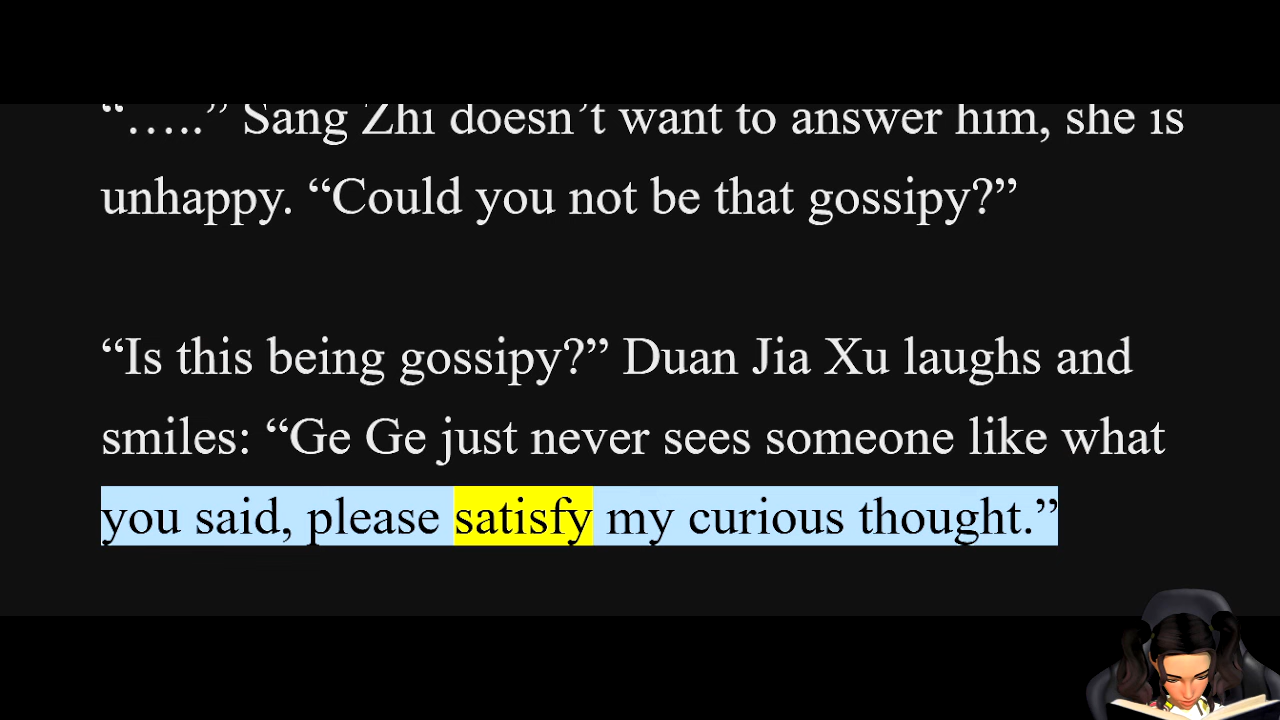 “…..” Sang Zhi doesn’t want to answer him, she is
unhappy. “Could you not be that gossipy?”
“Is this being gossipy?” Duan Jia Xu laughs and
smiles: “Ge Ge just never sees someone like what
you said, please satisfy my curious thought.”